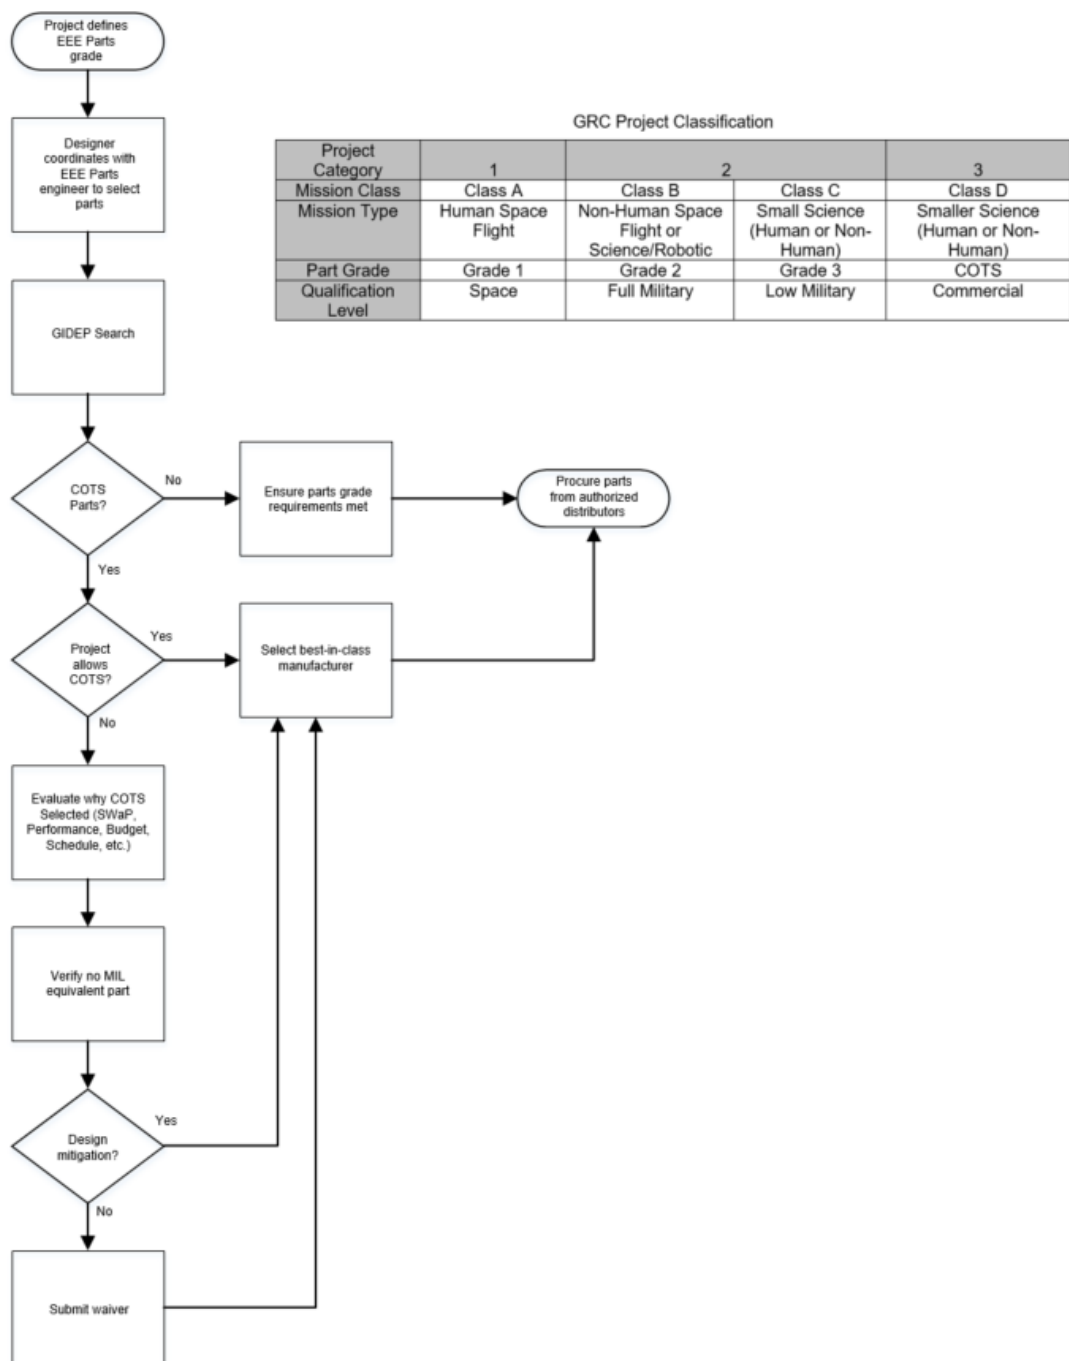 Project defines
EEE Parts
grade
Designer
coordinates with
EEE Parts
engineer to select
parts
GIDEP Search
GRC Project Classification
Project
Category
1
2
3
Mission Class
Class A
Class B
Class C
Class D
Mission Type
Human Space
Flight
Non-Human Space
Flight or
Science/Robotic
Small Science
(Human or Non-
Human)
Smaller Science
(Human or Non-
Human)
Part Grade
Grade 1
Grade 2
Grade 3
COTS
Qualification
Level
Space
Full Military
Low Military
Commercial
COTS
Parts?
No
Ensure parts grade
requirements met
Procure parts
from authorized
distributors
Yes
Project
allows
COTS?
Yes
Select best-in-class
manufacturer
No
Evaluate why COTS
Selected (SWaP,
Performance, Budget,
Schedule, etc.)
Verify no MIL
equivalent part
Design
mitigation?
Yes
No
Submit waiver